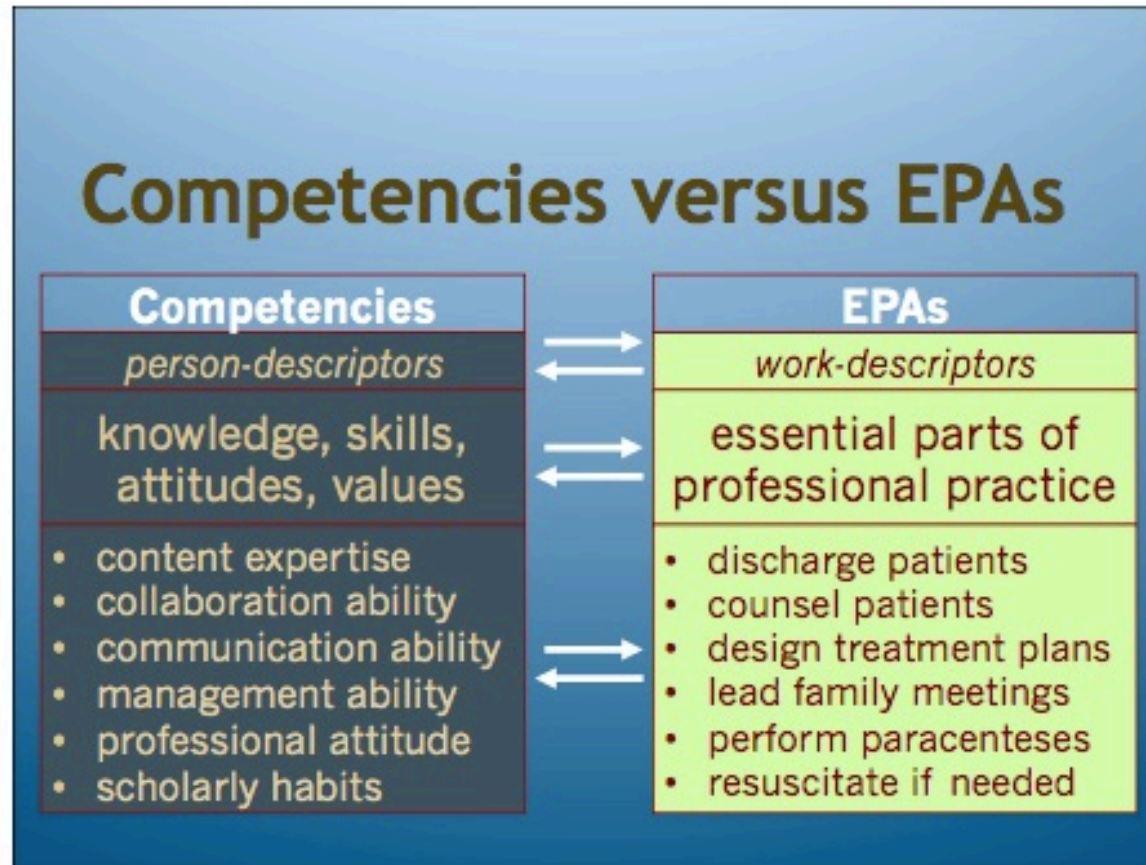 Competencies versus EPAs
Competencies
person-descriptors
knowledge, skills,
attitudes, values
• content expertise
• collaboration ability
• communication ability
• management ability
• professional attitude
• scholarly habits
EPAs
work-descriptors
essential parts of
professional practice
• discharge patients
• counsel patients
• design treatment plans
• lead family meetings
• perform paracenteses
• resuscitate if needed